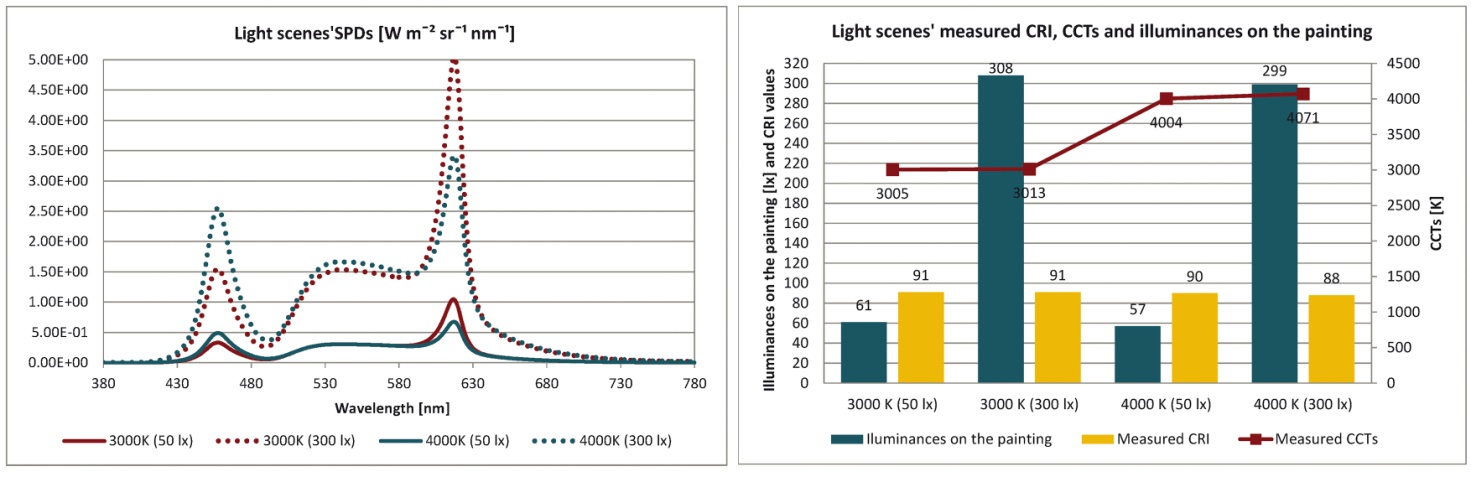 Light scenes'SPDs [W m⁻² sr⁻¹ nm⁻¹]
5.00E+00
4.50E+00
4.00E+00
3.50E+00
3.00E+00
2.50E+00
2.00E+00
1.50E+00
1.00E+00
5.00E-01
0.00E+00
380 430 480 530 580 630 680 730 780
Wavelength [nm]
3000K (50 lx) 3000K (300 lx) 4000K (50 lx) 4000K (300 lx)
Light scenes' measured CRI, CCTs and illuminances on the painting
Illuminances on the painting [lx] and CRI values
320
300
280
260
240
220
200
180
160
140
120
100
80
60
40
20
0
308
299
4004
4071
3005
3013
61
91
91
57
90
88
4500
4000
3500
3000
2500
2000
1500
1000
500
0
CCTs [K]
3000 K (50 lx) 3000 K (300 lx) 4000 K (50 lx) 4000 K (300 lx)
Iluminances on the painting Measured CRI Measured CCTs